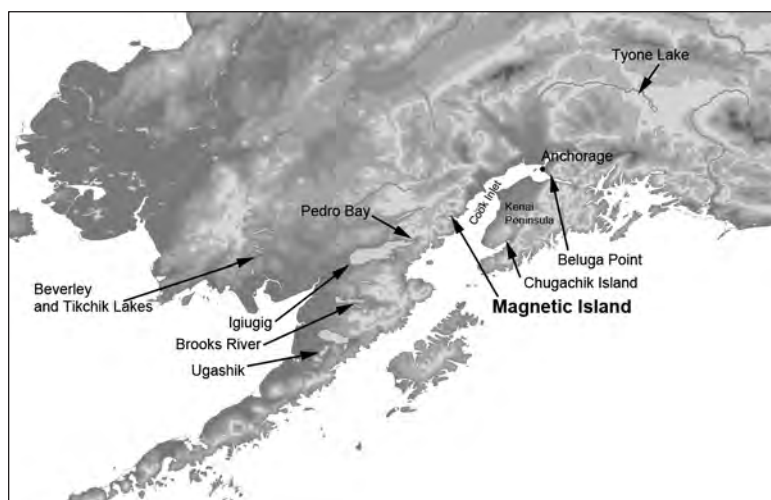 Tyone Lake
Anchorage
Cook Inlet
Kenai
Peninsula
Pedro Bay
Beluga Point
Chugachik Island
Magnetic Island
Beverley
and Tikchik Lakes
Igiugig
Brooks River
Ugashik